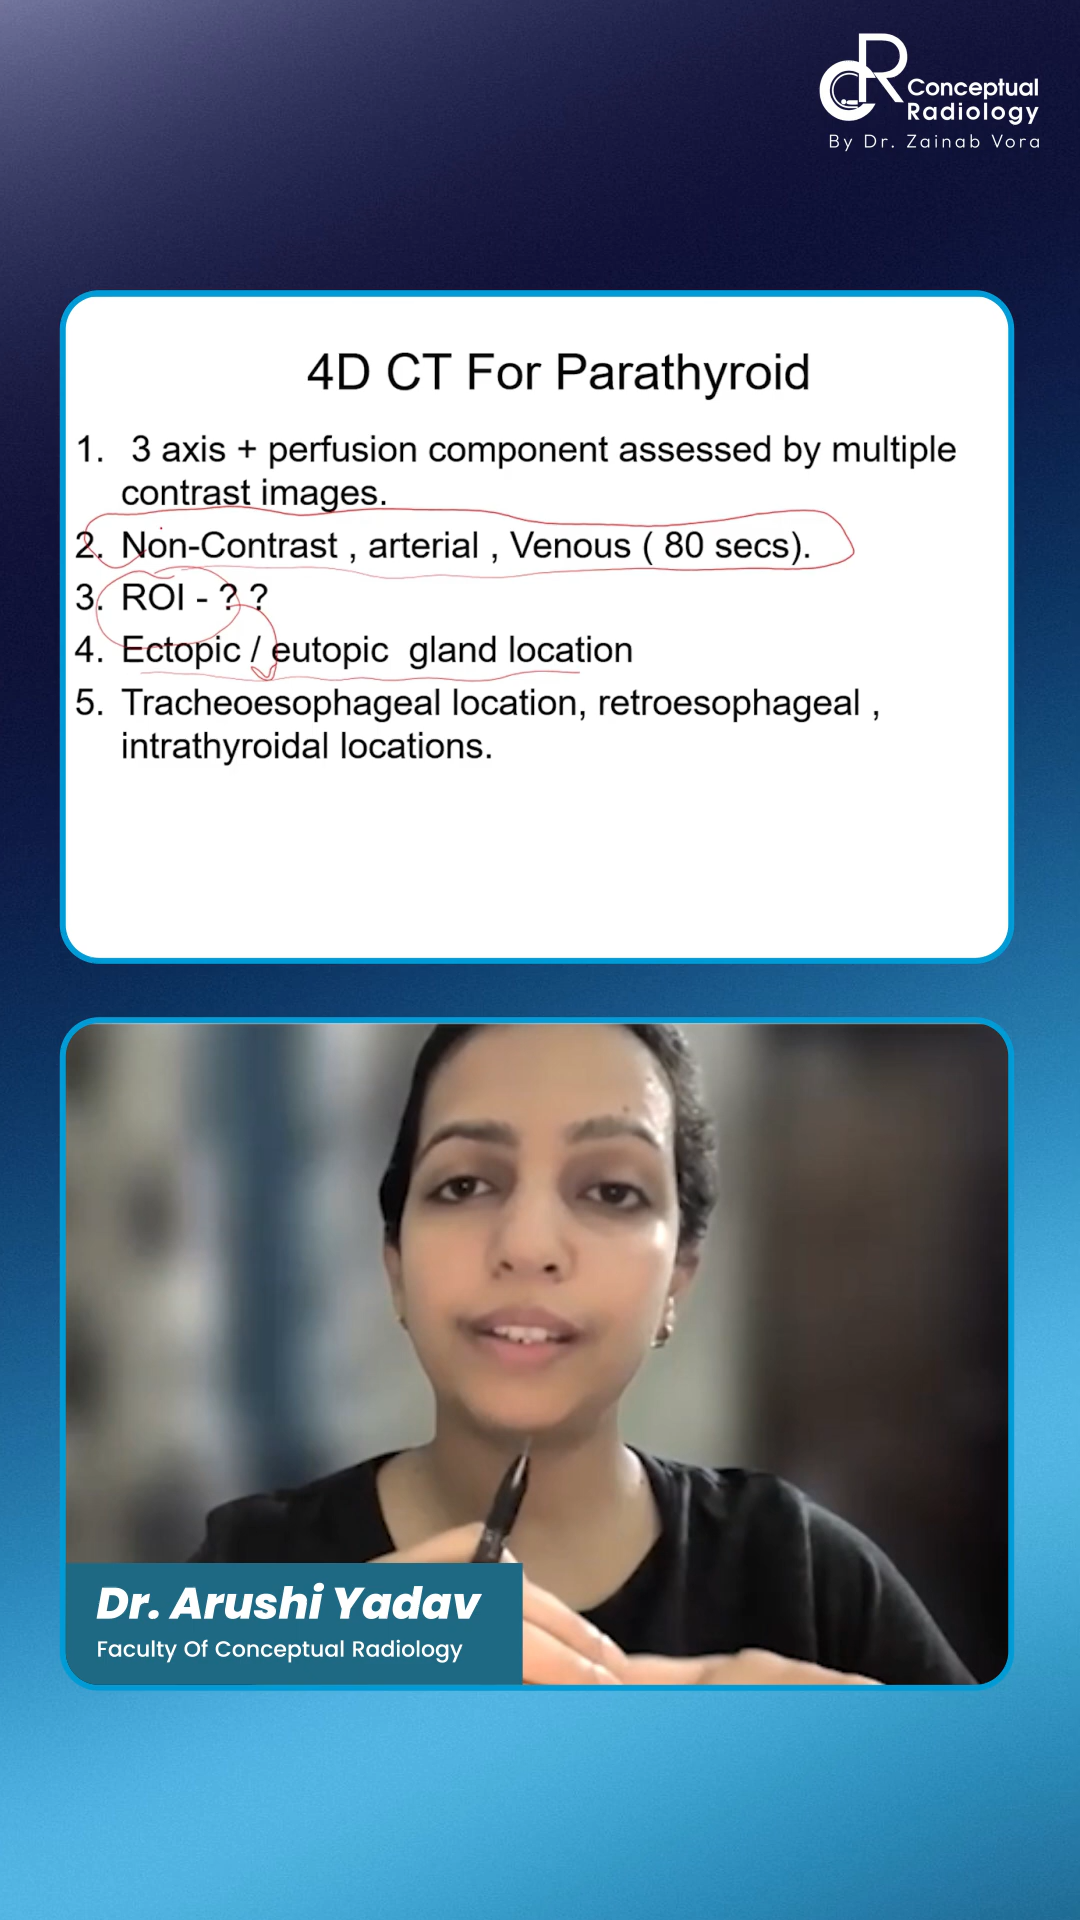 CR Conceptual
Radiology
By Dr. Zainab Vora
4D CT For Parathyroid
1. 3 axis + perfusion component assessed by multiple
contrast images.
2. Non-Contrast , arterial , Venous ( 80 secs).
3. ROI - ? ?
4. Ectopic / eutopic gland location
5. Tracheoesophageal location, retroesophageal ,
intrathyroidal locations.
Dr. Arushi Yadav
Faculty Of Conceptual Radiology